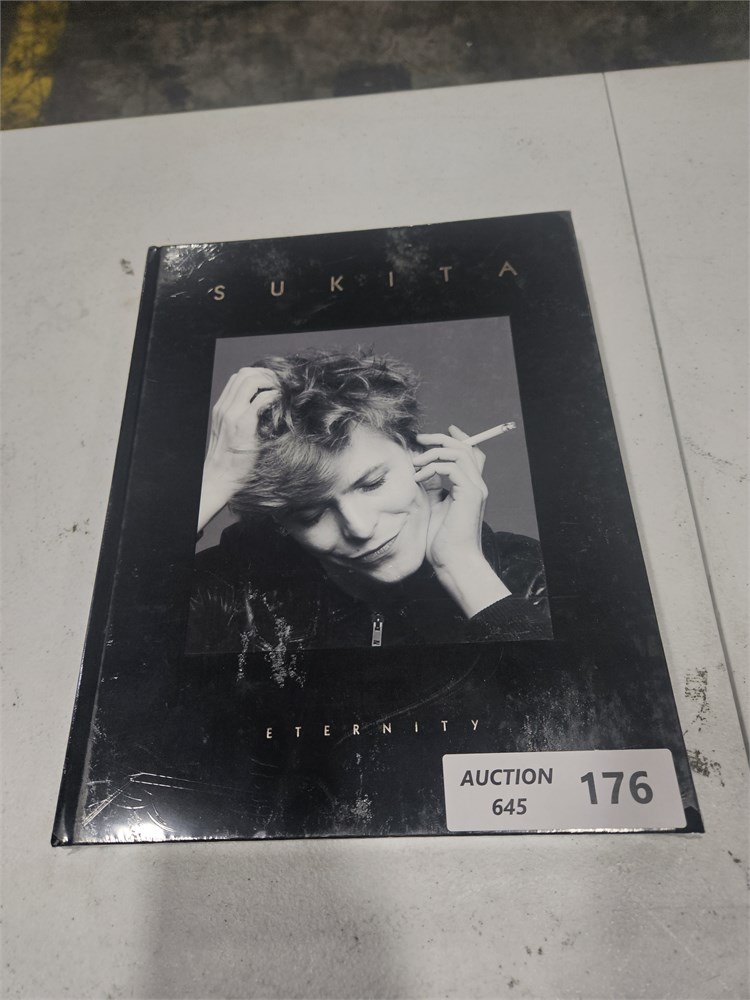 SUKITA
ETERNITY
AUCTION
645
176